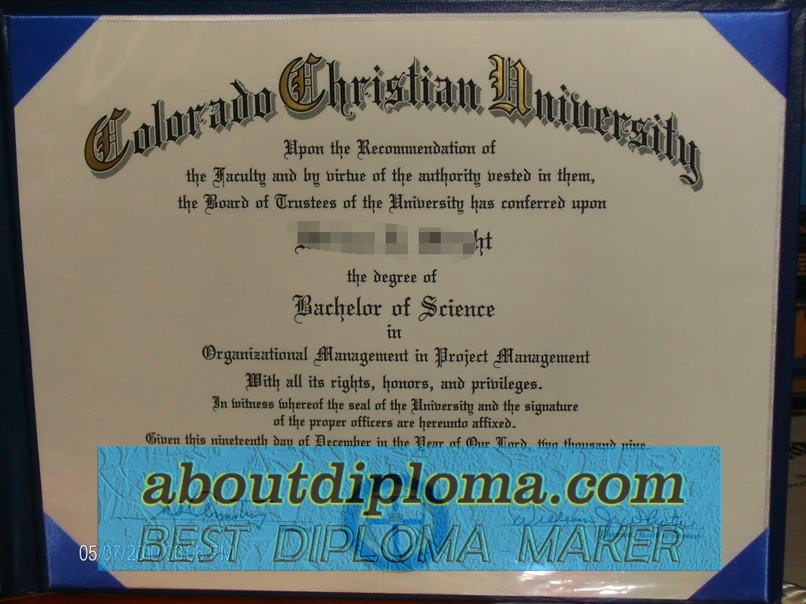 Colorado Christian University
Upon the Recommendation of
the Faculty and by virtue of the authority vested in them,
the Board of Trustees of the University has conferred upon
the degree of
Bachelor of Science
in
Organizational Management in Project Management
With all its rights, honors, and privileges.
In witness whereof the seal of the University and the signature
of the proper officers are hereunto affixed.
Given this nineteenth day of December in the Year of Our Lord, two thousand nine
aboutdiploma.com
BEST DIPLOMA MAKER